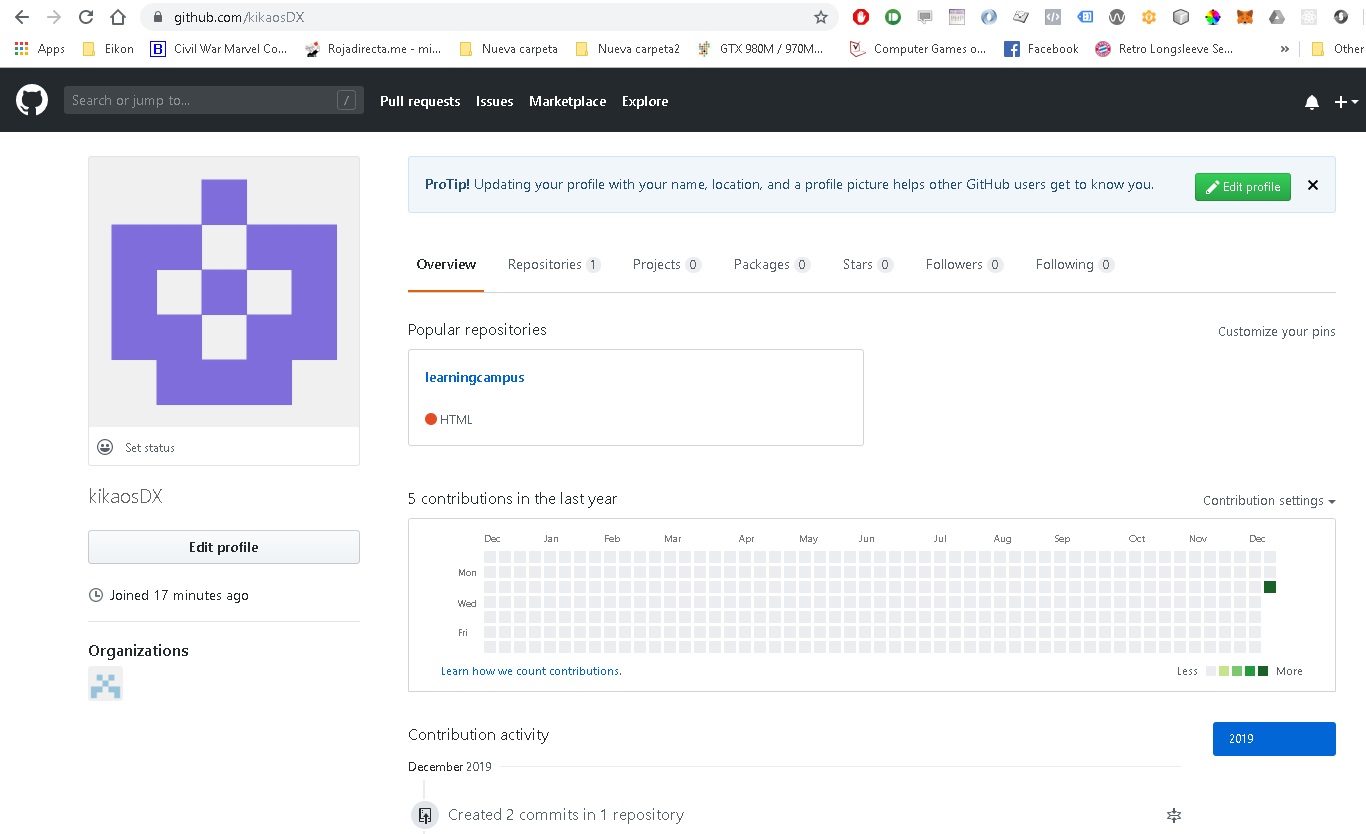 github.com/kikaosDX
Apps Eikon B Civil War Marvel Co... Rojadirecta.me - mi... Nueva carpeta Nueva carpeta2 GTX 980M / 970M... Computer Games o... Facebook Retro Longsleeve Se... » Other
Search or jump to... / Pull requests Issues Marketplace Explore
ProTip! Updating your profile with your name, location, and a profile picture helps other GitHub users get to know you. Edit profile
Overview Repositories 1 Projects 0 Packages 0 Stars 0 Followers 0 Following 0
Popular repositories Customize your pins
learningcampus
HTML
Set status
kikaosDX
Edit profile
Joined 17 minutes ago
Organizations
5 contributions in the last year Contribution settings
Dec Jan Feb Mar Apr May Jun Jul Aug Sep Oct Nov Dec
Mon
Wed
Fri
Learn how we count contributions. Less More
Contribution activity 2019
December 2019
Created 2 commits in 1 repository